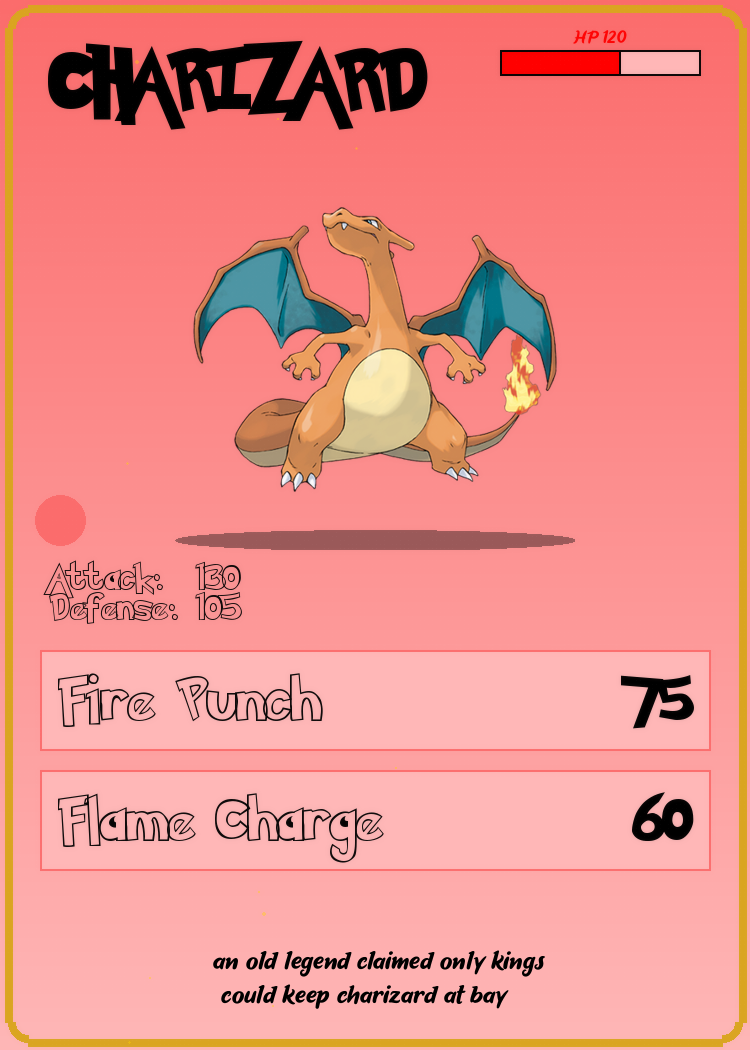 CHARIZARD
HP 120
Attack: 130
Defense: 105
Fire Punch 75
Flame Charge 60
an old legend claimed only kings
could keep charizard at bay